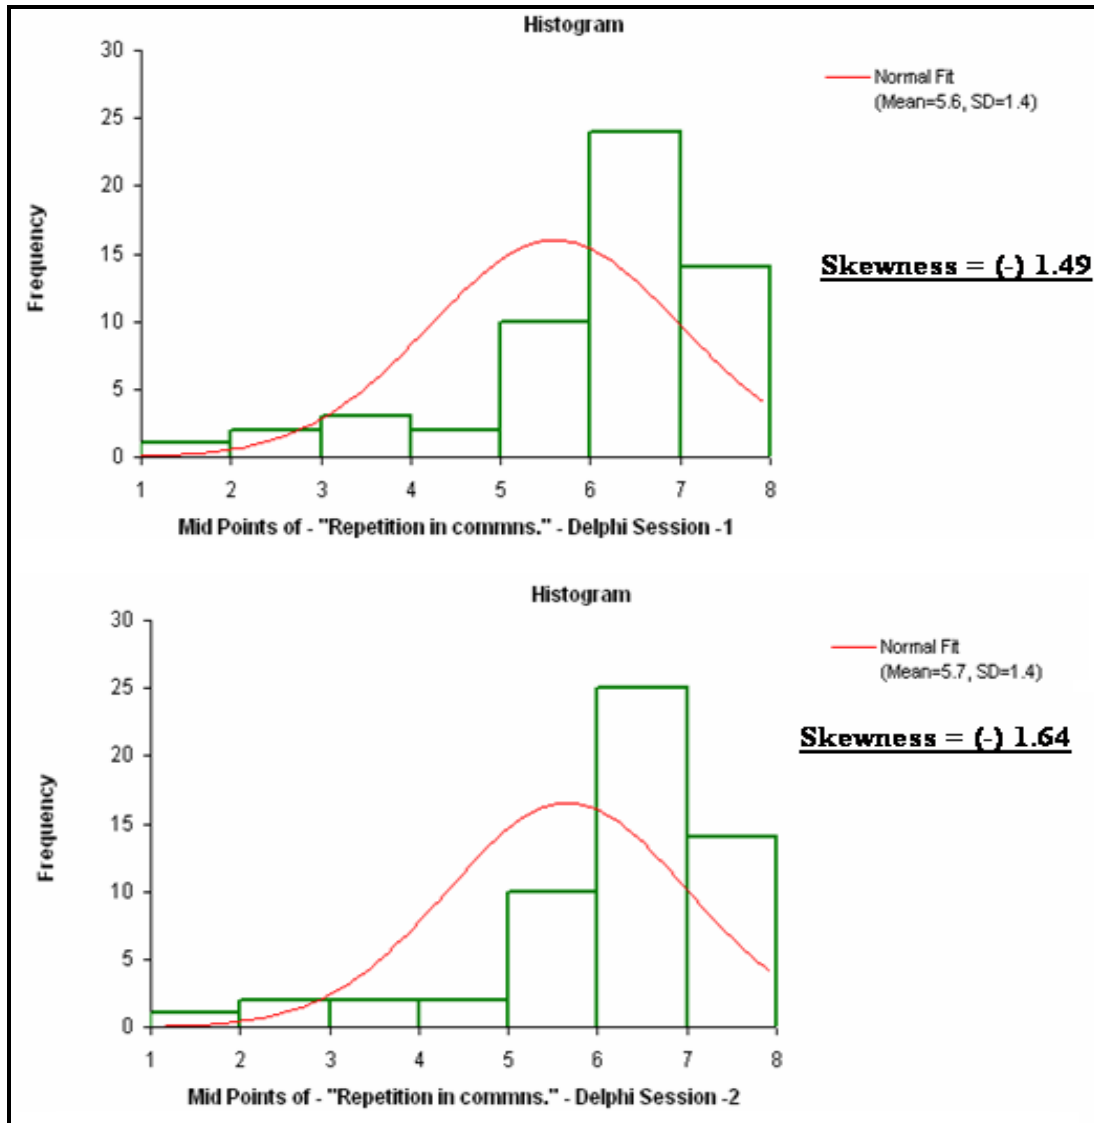 Histogram
30
25
20
15
10
5
0
Frequency
1 2 3 4 5 6 7 8
Mid Points of - "Repetition in commns." - Delphi Session -1
Normal Fit
(Mean=5.6, SD=1.4)
Skewness = (-) 1.49
Histogram
30
25
20
15
10
5
0
Frequency
1 2 3 4 5 6 7 8
Mid Points of - "Repetition in commns." - Delphi Session -2
Normal Fit
(Mean=5.7, SD=1.4)
Skewness = (-) 1.64